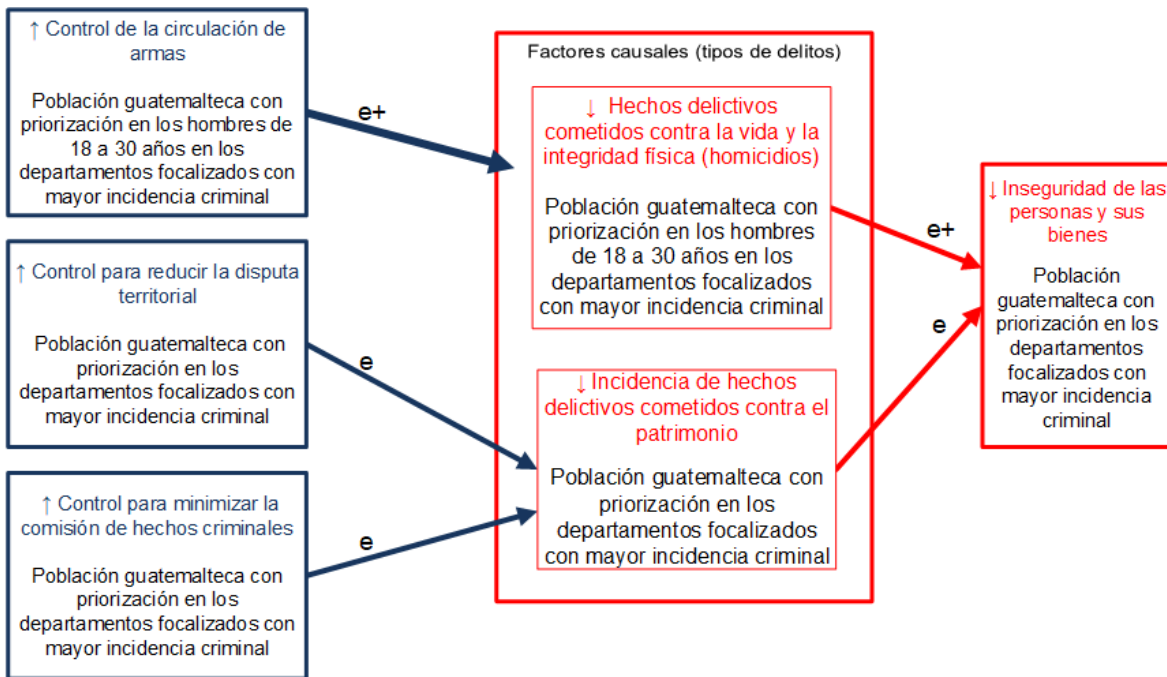 ↑ Control de la circulación de
armas
Población guatemalteca con
priorización en los hombres de
18 a 30 años en los
departamentos focalizados con
mayor incidencia criminal
e+
↑ Control para reducir la disputa
territorial
Población guatemalteca con
priorización en los
departamentos focalizados con
mayor incidencia criminal
e
↑ Control para minimizar la
comisión de hechos criminales
Población guatemalteca con
priorización en los
departamentos focalizados con
mayor incidencia criminal
e
Factores causales (tipos de delitos)
↓ Hechos delictivos
cometidos contra la vida y la
integridad física (homicidios)
Población guatemalteca con
priorización en los hombres
de 18 a 30 años en los
departamentos focalizados
con mayor incidencia criminal
e+
↓ Incidencia de hechos
delictivos cometidos contra el
patrimonio
Población guatemalteca con
priorización en los
departamentos focalizados
con mayor incidencia criminal
e
↓ Inseguridad de las
personas y sus
bienes
Población
guatemalteca con
priorización en los
departamentos
focalizados con
mayor incidencia
criminal